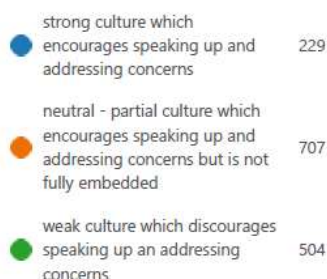 strong culture which
encourages speaking up and
addressing concerns
229
neutral - partial culture which
encourages speaking up and
addressing concerns but is not
fully embedded
707
weak culture which discourages
speaking up an addressing
concerns
504